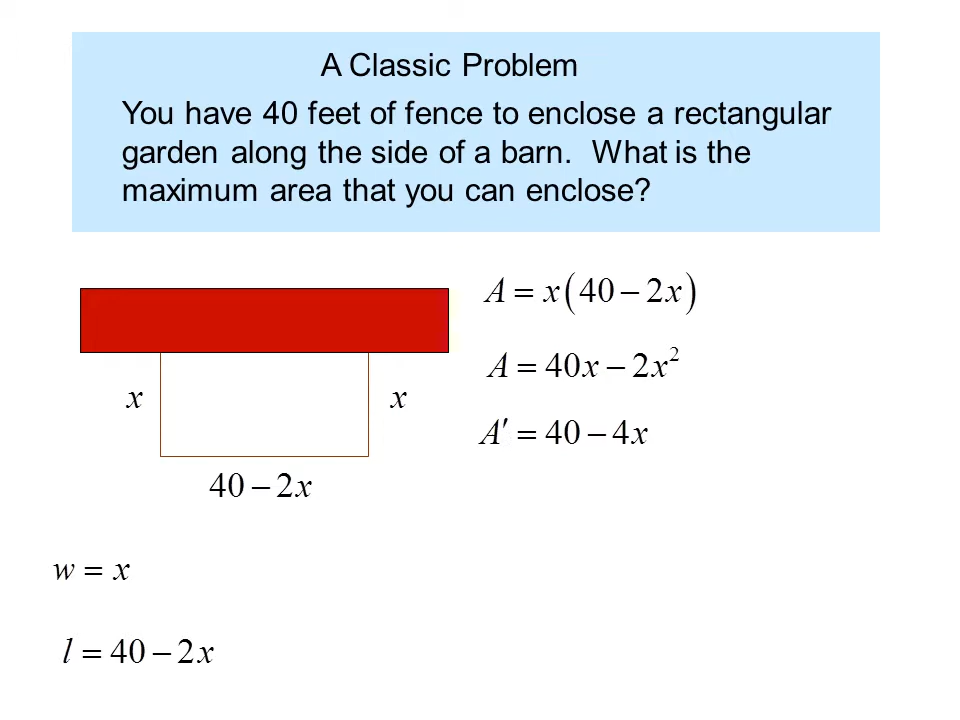 A Classic Problem
You have 40 feet of fence to enclose a rectangular
garden along the side of a barn. What is the
maximum area that you can enclose?
A = x(40 − 2x)
A = 40x − 2x²
x
x
A′ = 40 − 4x
40 − 2x
w = x
l = 40 − 2x